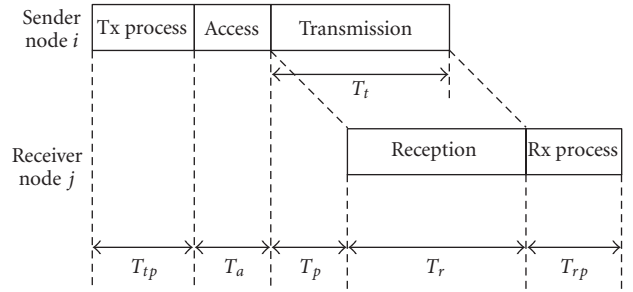 Sender
node i
Tx process
Access
Transmission
T_t
Receiver
node j
Reception
Rx process
T_tp
T_a
T_p
T_r
T_rp